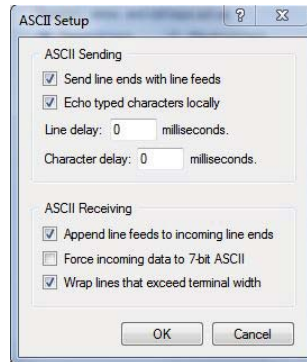 ASCII Setup
ASCII Sending
Send line ends with line feeds
Echo typed characters locally
Line delay: 0 milliseconds.
Character delay: 0 milliseconds.
ASCII Receiving
Append line feeds to incoming line ends
Force incoming data to 7-bit ASCII
Wrap lines that exceed terminal width
OK Cancel